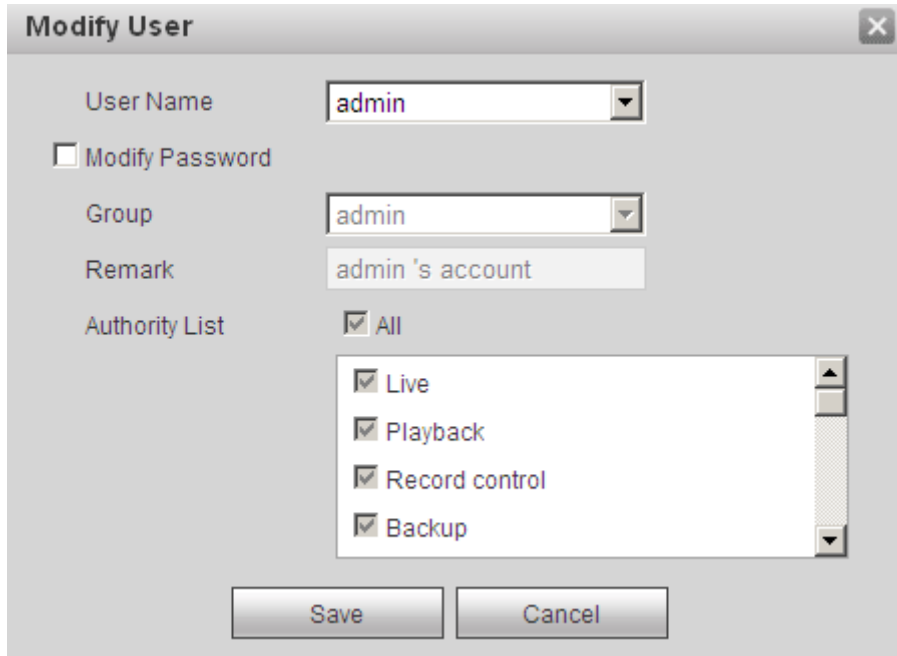 Modify User
User Name admin
Modify Password
Group admin
Remark admin 's account
Authority List All
Live
Playback
Record control
Backup
Save Cancel